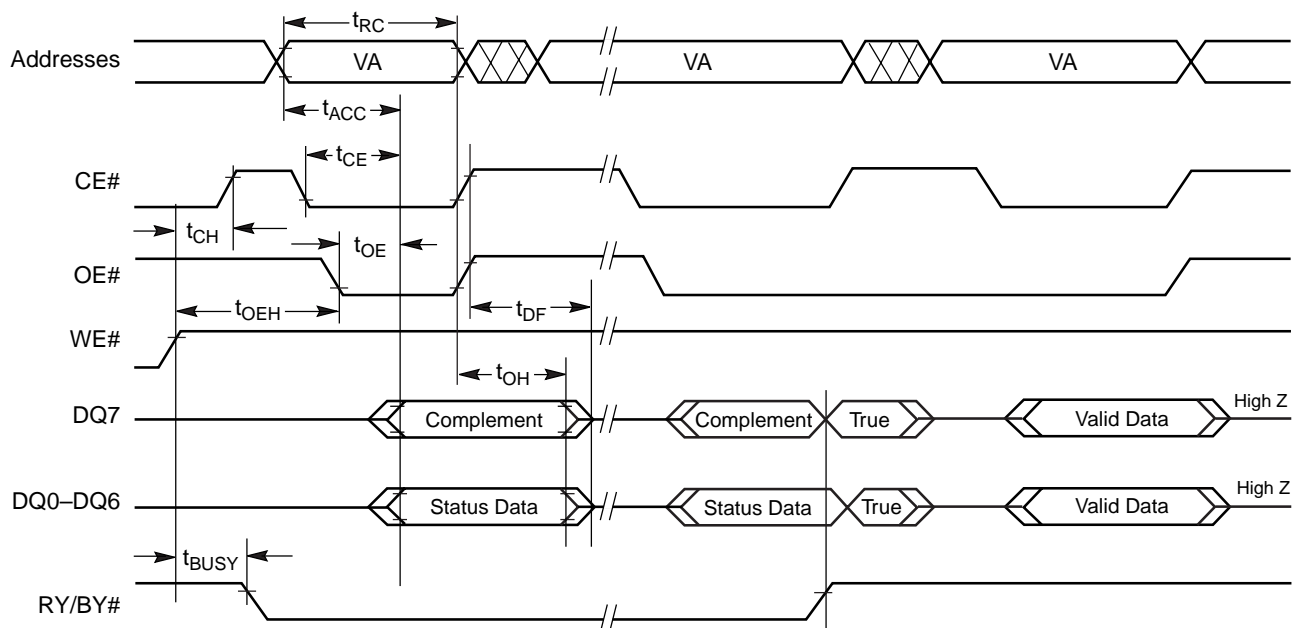 tRC
Addresses VA VA VA
tACC
tCE
CE#
tCH
tOE
OE#
tOEH
tDF
WE#
tOH
DQ7 Complement Complement True Valid Data High Z
DQ0–DQ6 Status Data Status Data True Valid Data High Z
tBUSY
RY/BY#